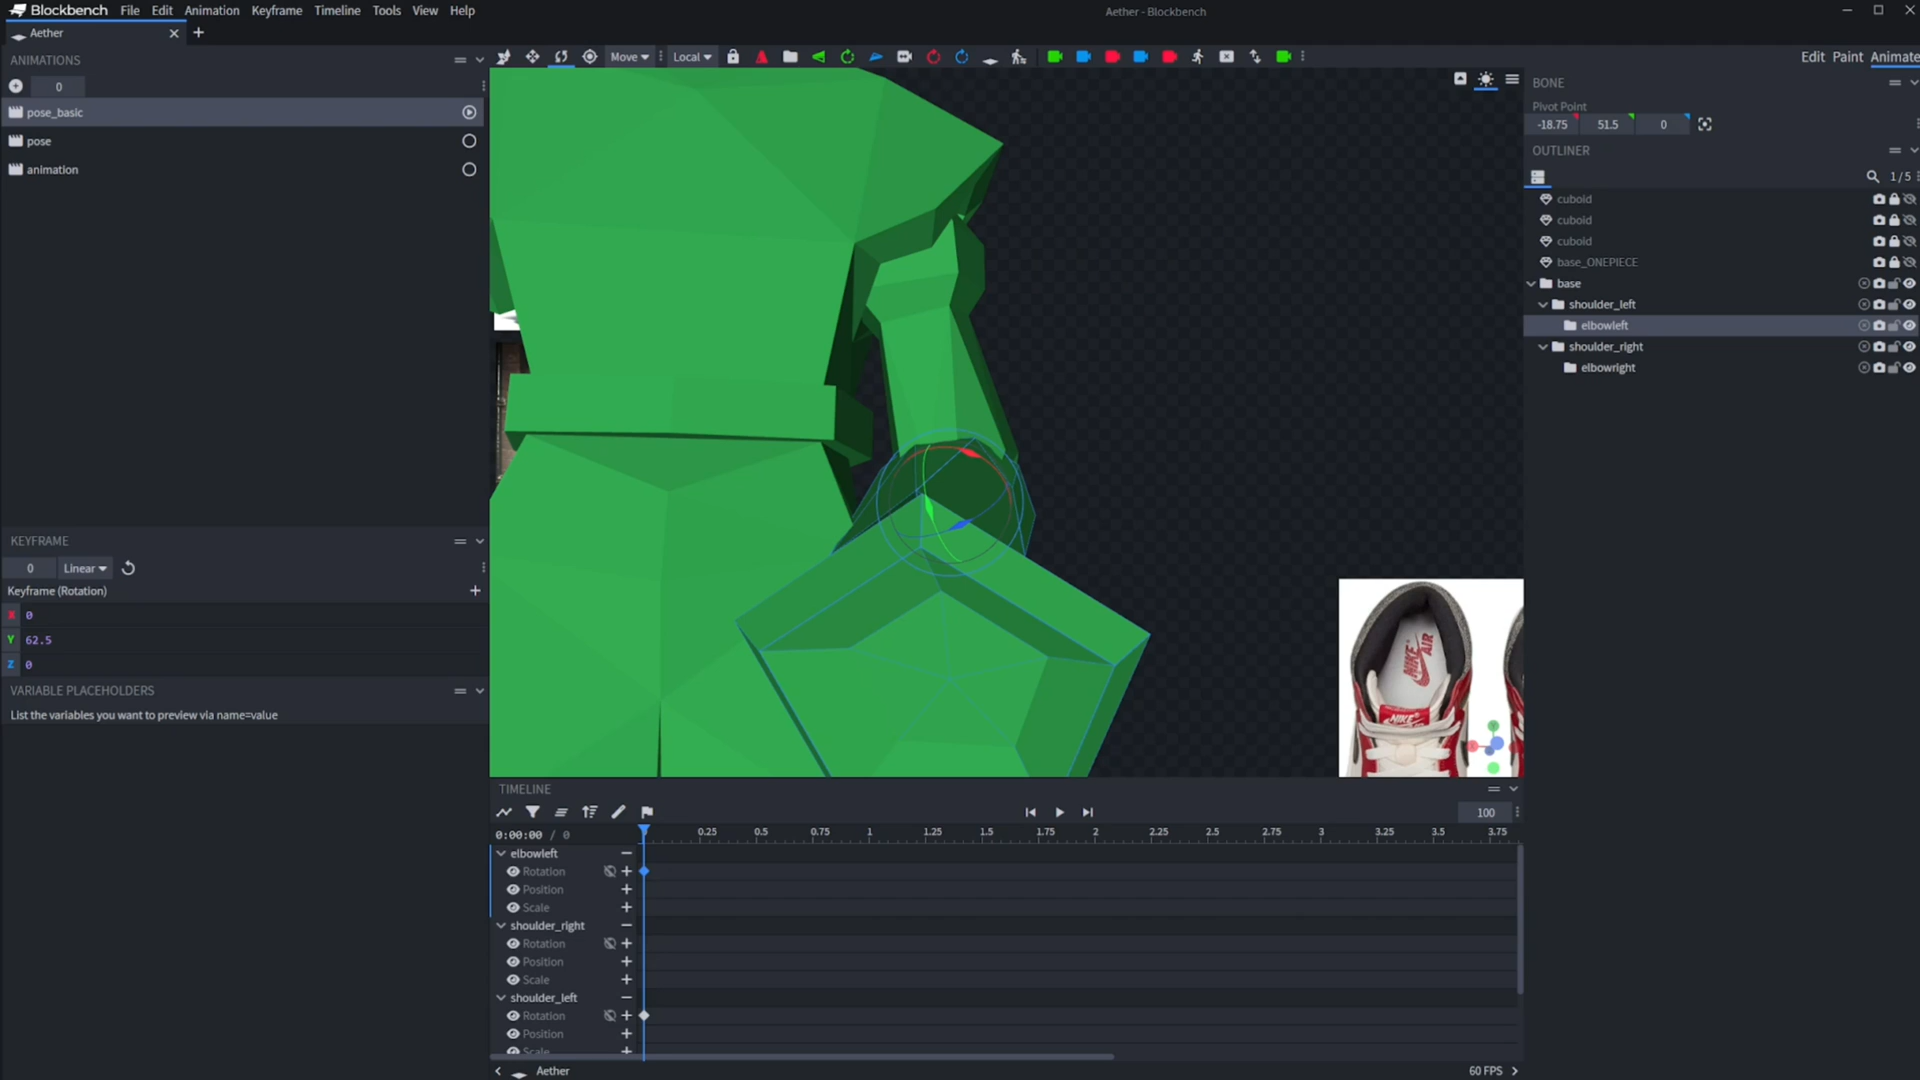 Blockbench File Edit Animation Keyframe Timeline Tools View Help
Aether - Blockbench
Aether
ANIMATIONS
0
pose_basic
pose
animation
KEYFRAME
0 Linear
Keyframe (Rotation)
X 0
Y 62.5
Z 0
VARIABLE PLACEHOLDERS
List the variables you want to preview via name=value
Move Local
Edit Paint Animate
BONE
Pivot Point
-18.75 51.5 0
OUTLINER
1/5
cuboid
cuboid
cuboid
base_ONEPIECE
base
shoulder_left
elbowleft
shoulder_right
elbowright
NIKE
AIR
NIKE
Y
TIMELINE
100
0:00:00 / 0
0.25 0.5 0.75 1 1.25 1.5 1.75 2 2.25 2.5 2.75 3 3.25 3.5 3.75
elbowleft
Rotation
Position
Scale
shoulder_right
Rotation
Position
Scale
shoulder_left
Rotation
Position
Scale
Aether
60 FPS